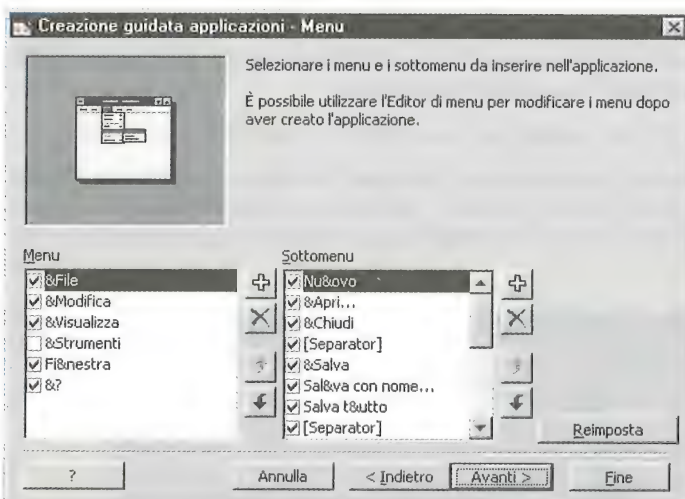 Creazione guidata applicazioni - Menu
Selezionare i menu e i sottomenu da inserire nell'applicazione.
È possibile utilizzare l'Editor di menu per modificare i menu dopo
aver creato l'applicazione.
Menu
&File
&Modifica
&Visualizza
&Strumenti
Fi&nestra
&?
Sottomenu
Nu&ovo
&Apri...
&Chiudi
[Separator]
&Salva
Sal&va con nome...
Salva t&utto
[Separator]
Reimposta
?
Annulla
< Indietro
Avanti >
Fine